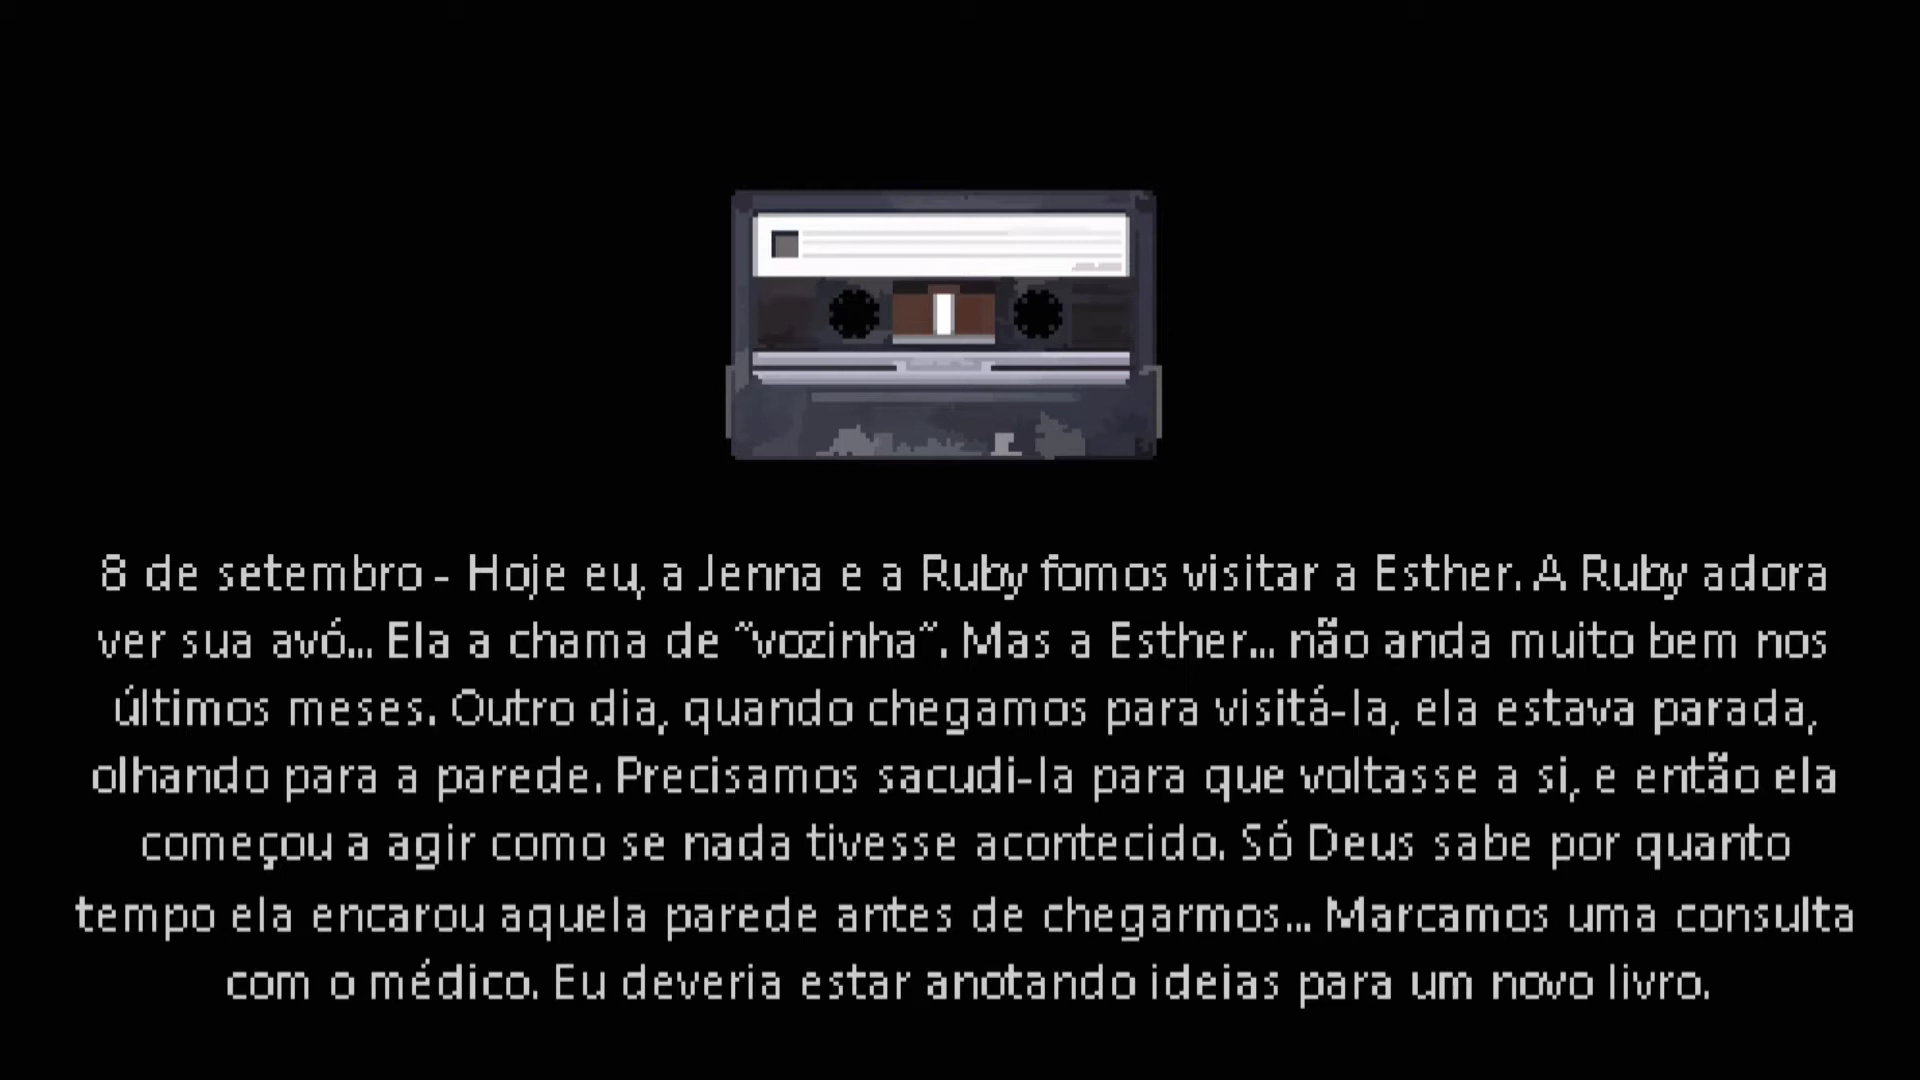 8 de setembro - Hoje eu, a Jenna e a Ruby fomos visitar a Esther. A Ruby adora
ver sua avó... Ela a chama de "vozinha". Mas a Esther... não anda muito bem nos
últimos meses. Outro dia, quando chegamos para visitá-la, ela estava parada,
olhando para a parede. Precisamos sacudi-la para que voltasse a si, e então ela
começou a agir como se nada tivesse acontecido. Só Deus sabe por quanto
tempo ela encarou aquela parede antes de chegarmos... Marcamos uma consulta
com o médico. Eu deveria estar anotando ideias para um novo livro.